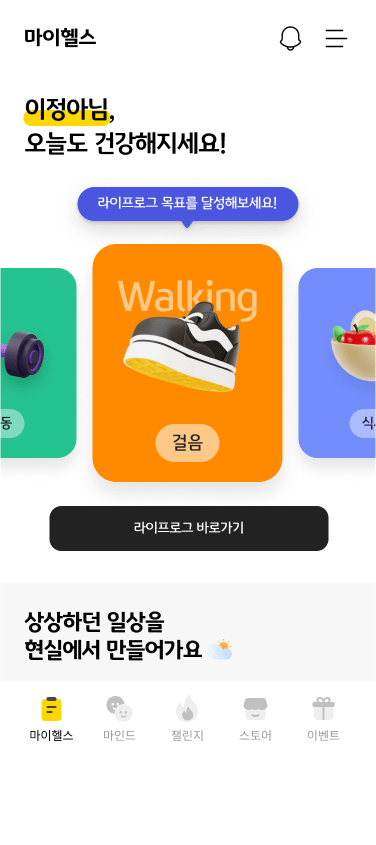 마이헬스
이정아님,
오늘도 건강해지세요!
라이프로그 목표를 달성해보세요!
Walking
동
걸음
식
라이프로그 바로가기
상상하던 일상을
현실에서 만들어가요
마이헬스
마인드
챌린지
스토어
이벤트